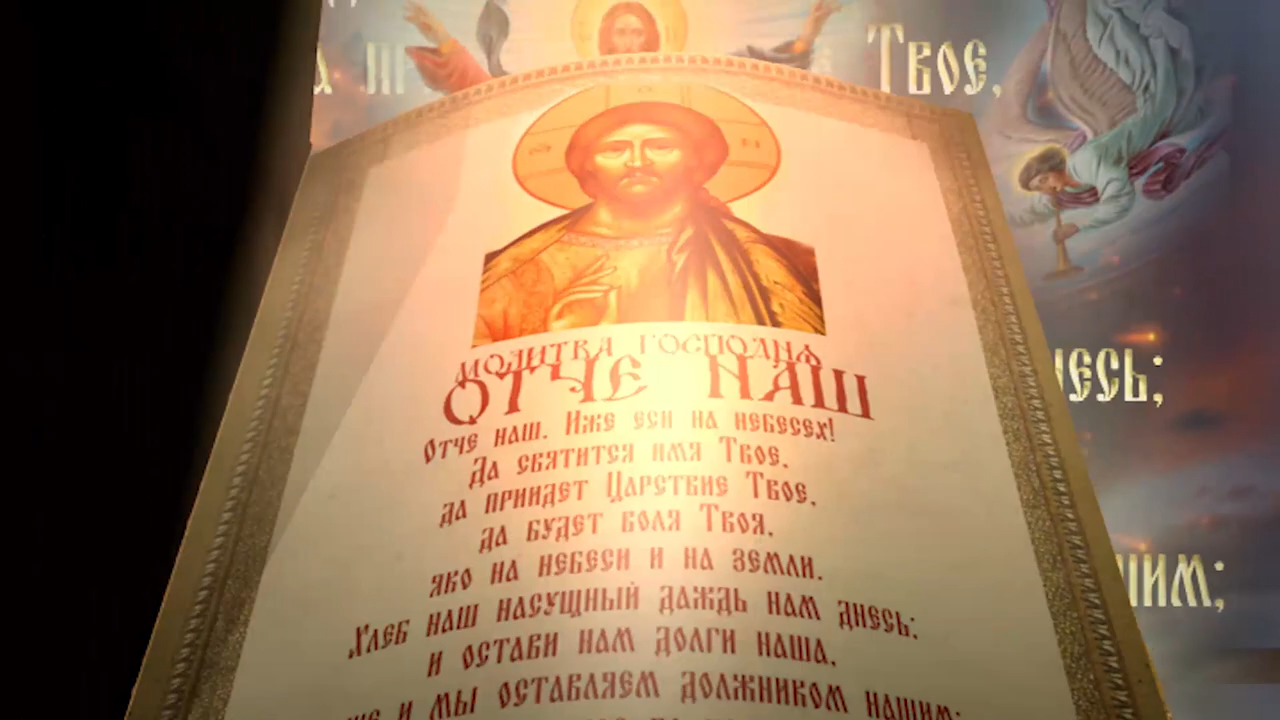 Твое,
МОЛИТВА ГОСПОДНЯ
ОТЧЕ НАШ
Отче наш. Иже еси на небесех!
Да святится имя Твое.
да приидет Царствие Твое.
да будет воля Твоя.
яко на небеси и на земли.
Хлеб наш насущный даждь нам днесь:
и остави нам долги наша.
и мы оставляем должником нашим: